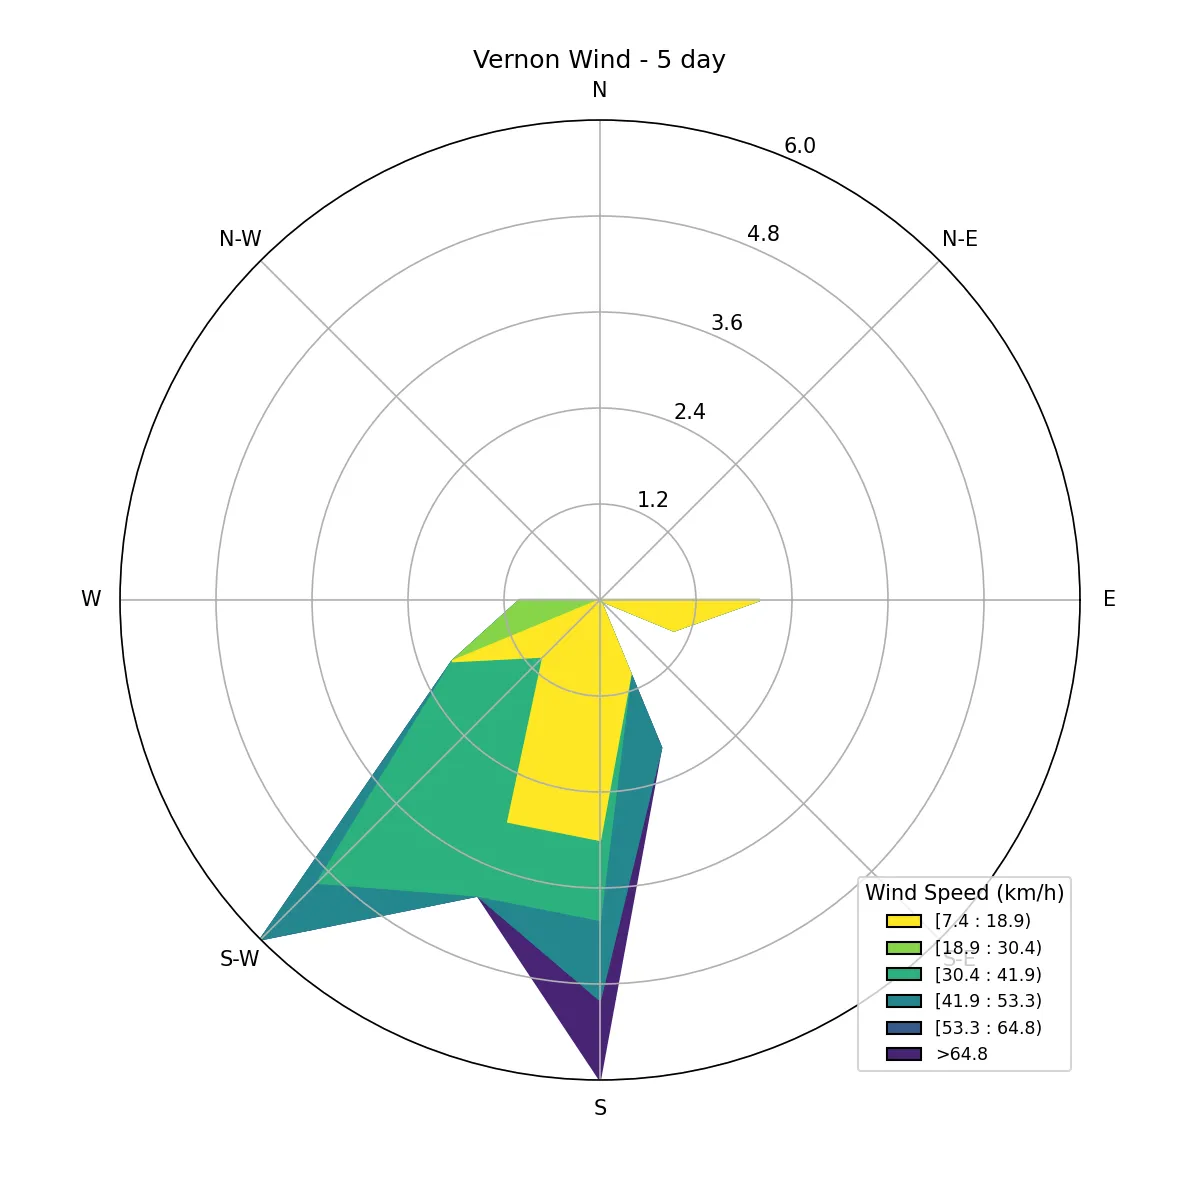 Vernon Wind - 5 day
N
6.0
4.8
N-W
N-E
3.6
2.4
1.2
W
E
Wind Speed (km/h)
[7.4 : 18.9)
[18.9 : 30.4)
S-W
S-E
[30.4 : 41.9)
[41.9 : 53.3)
[53.3 : 64.8)
>64.8
S